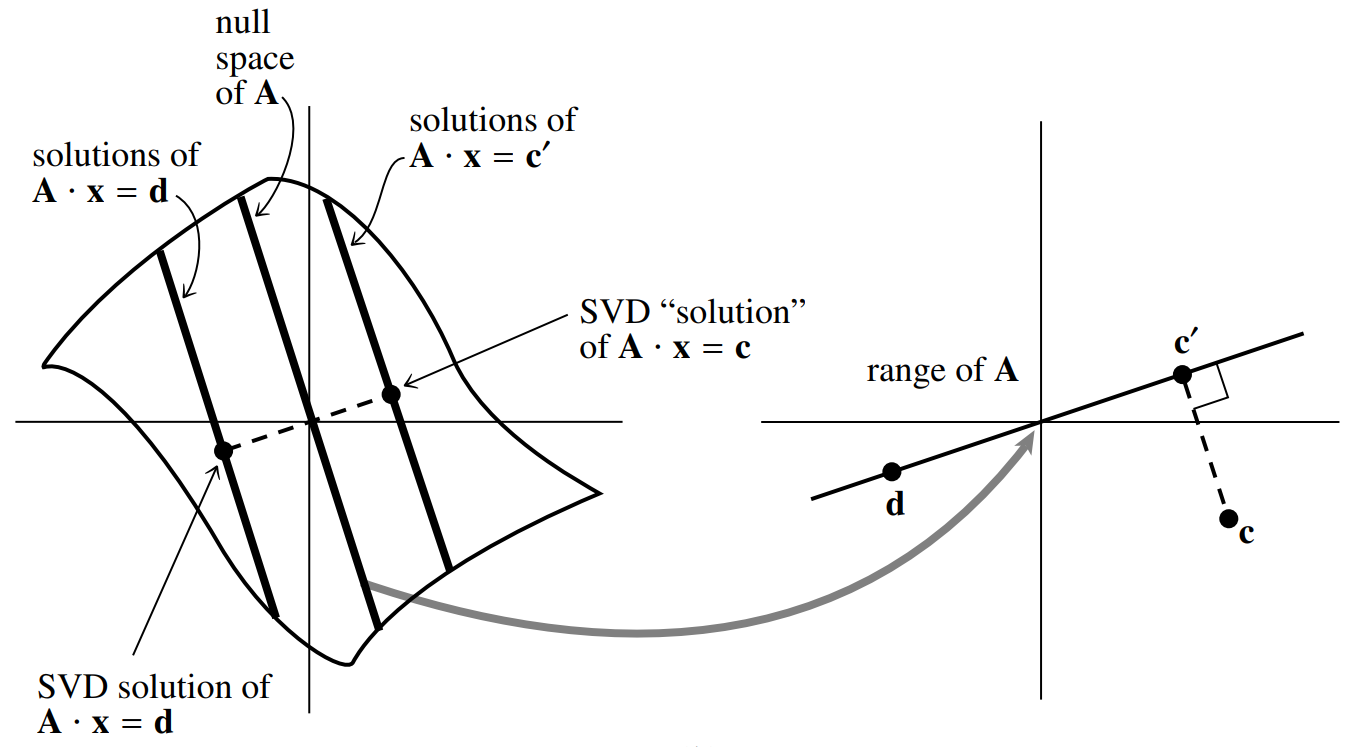 null
space
of A
solutions of
A · x = c′
solutions of
A · x = d
SVD “solution”
of A · x = c
SVD solution of
A · x = d
range of A
c′
d
c